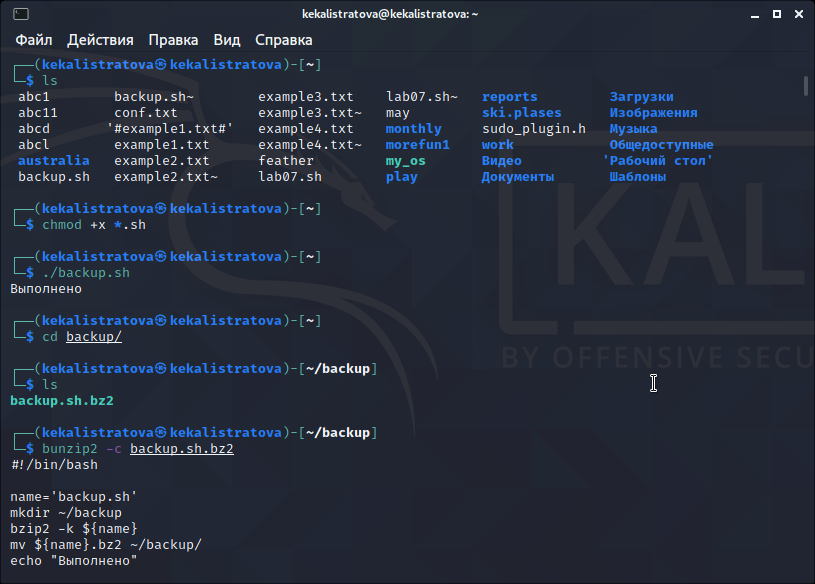 kekalistratova@kekalistratova: ~
Файл Действия Правка Вид Справка
┌──(kekalistratova㉿kekalistratova)-[~]
└─$ ls
abc1 backup.sh~ example3.txt lab07.sh~ reports Загрузки
abc11 conf.txt example3.txt~ may ski.plases Изображения
abcd '#example1.txt#' example4.txt monthly sudo_plugin.h Музыка
abcl example1.txt example4.txt~ morefun1 work Общедоступные
australia example2.txt feather my_os Видео 'Рабочий стол'
backup.sh example2.txt~ lab07.sh play Документы Шаблоны
┌──(kekalistratova㉿kekalistratova)-[~]
└─$ chmod +x *.sh
┌──(kekalistratova㉿kekalistratova)-[~]
└─$ ./backup.sh
Выполнено
┌──(kekalistratova㉿kekalistratova)-[~]
└─$ cd backup/
┌──(kekalistratova㉿kekalistratova)-[~/backup]
└─$ ls
backup.sh.bz2
┌──(kekalistratova㉿kekalistratova)-[~/backup]
└─$ bunzip2 -c backup.sh.bz2
#!/bin/bash
name='backup.sh'
mkdir ~/backup
bzip2 -k ${name}
mv ${name}.bz2 ~/backup/
echo "Выполнено"
KAL
BY OFFENSIVE SECU